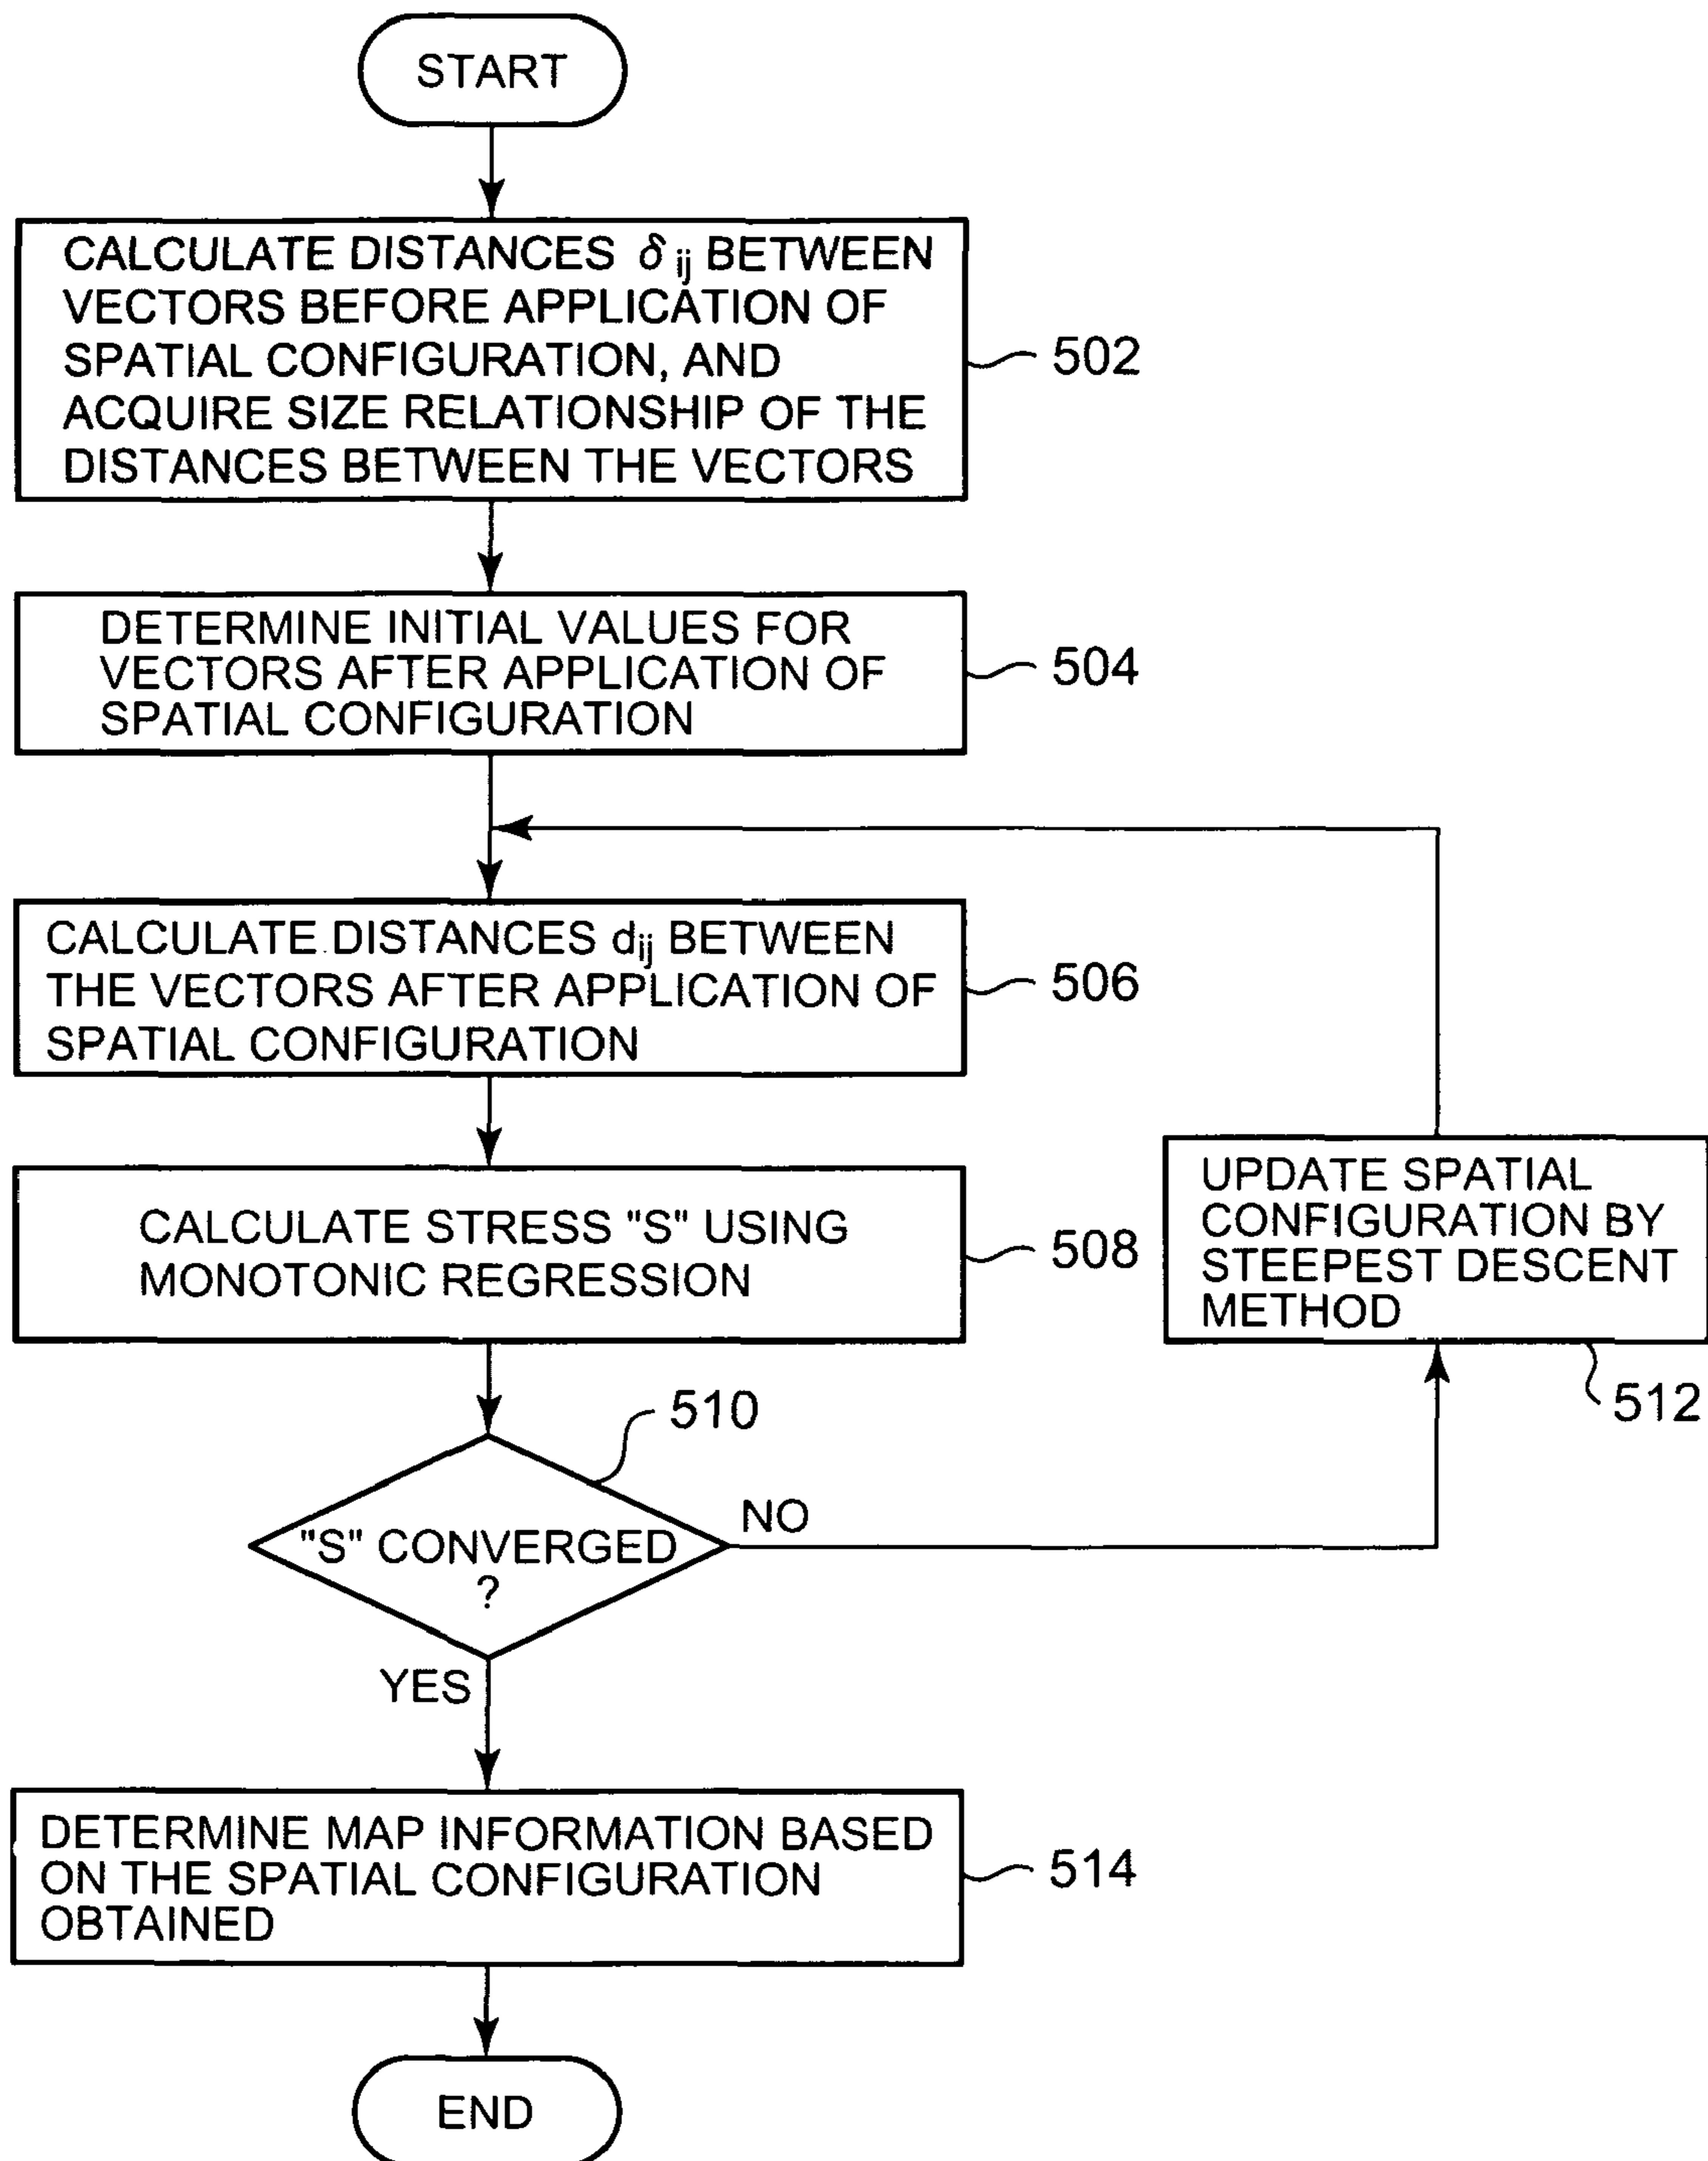 START
CALCULATE DISTANCES δij BETWEEN
VECTORS BEFORE APPLICATION OF
SPATIAL CONFIGURATION, AND
ACQUIRE SIZE RELATIONSHIP OF THE
DISTANCES BETWEEN THE VECTORS
502
DETERMINE INITIAL VALUES FOR
VECTORS AFTER APPLICATION OF
SPATIAL CONFIGURATION
504
CALCULATE DISTANCES dij BETWEEN
THE VECTORS AFTER APPLICATION OF
SPATIAL CONFIGURATION
506
CALCULATE STRESS "S" USING
MONOTONIC REGRESSION
508
UPDATE SPATIAL
CONFIGURATION BY
STEEPEST DESCENT
METHOD
512
510
"S" CONVERGED
?
NO
YES
DETERMINE MAP INFORMATION BASED
ON THE SPATIAL CONFIGURATION
OBTAINED
514
END